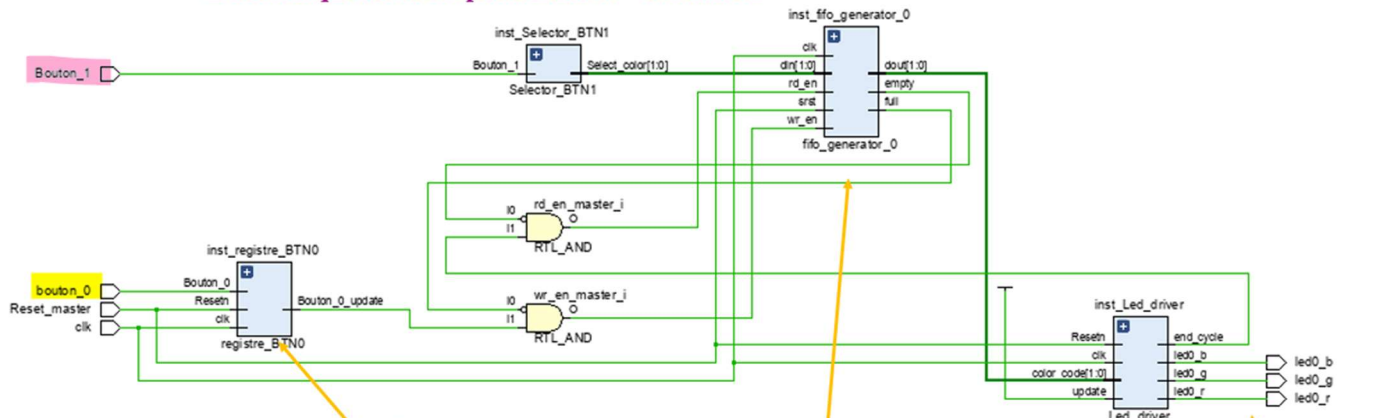 inst_fifo_generator_0
inst_Selector_BTN1
clk
Bouton_1
Bouton_1
Select_color[1:0]
din[1:0]
dout[1:0]
rd_en
empty
Selector_BTN1
srst
full
wr_en
fifo_generator_0
rd_en_master_i
I0
O
I1
RTL_AND
inst_registre_BTN0
bouton_0
Bouton_0
Reset_master
Resetn
Bouton_0_update
clk
clk
registre_BTN0
wr_en_master_i
I0
O
I1
RTL_AND
inst_Led_driver
Resetn
end_cycle
clk
led0_b
led0_b
color_code[1:0]
led0_g
led0_g
update
led0_r
led0_r
Led_driver